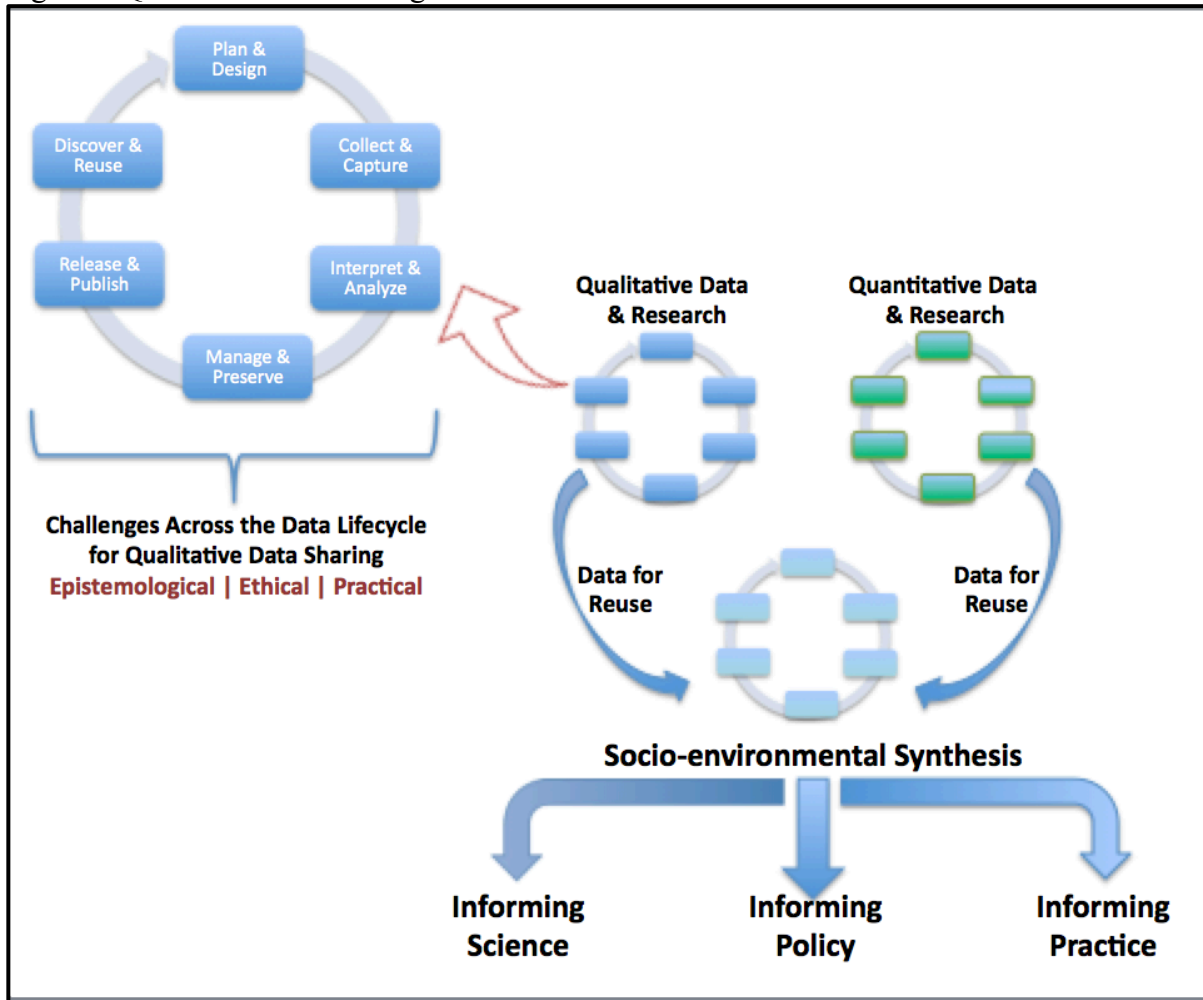 Plan &
Design
Discover &
Reuse
Collect &
Capture
Release &
Publish
Interpret &
Analyze
Manage &
Preserve
Challenges Across the Data Lifecycle
for Qualitative Data Sharing
Epistemological | Ethical | Practical
Qualitative Data
& Research
Quantitative Data
& Research
Data for
Reuse
Data for
Reuse
Socio-environmental Synthesis
Informing
Science
Informing
Policy
Informing
Practice